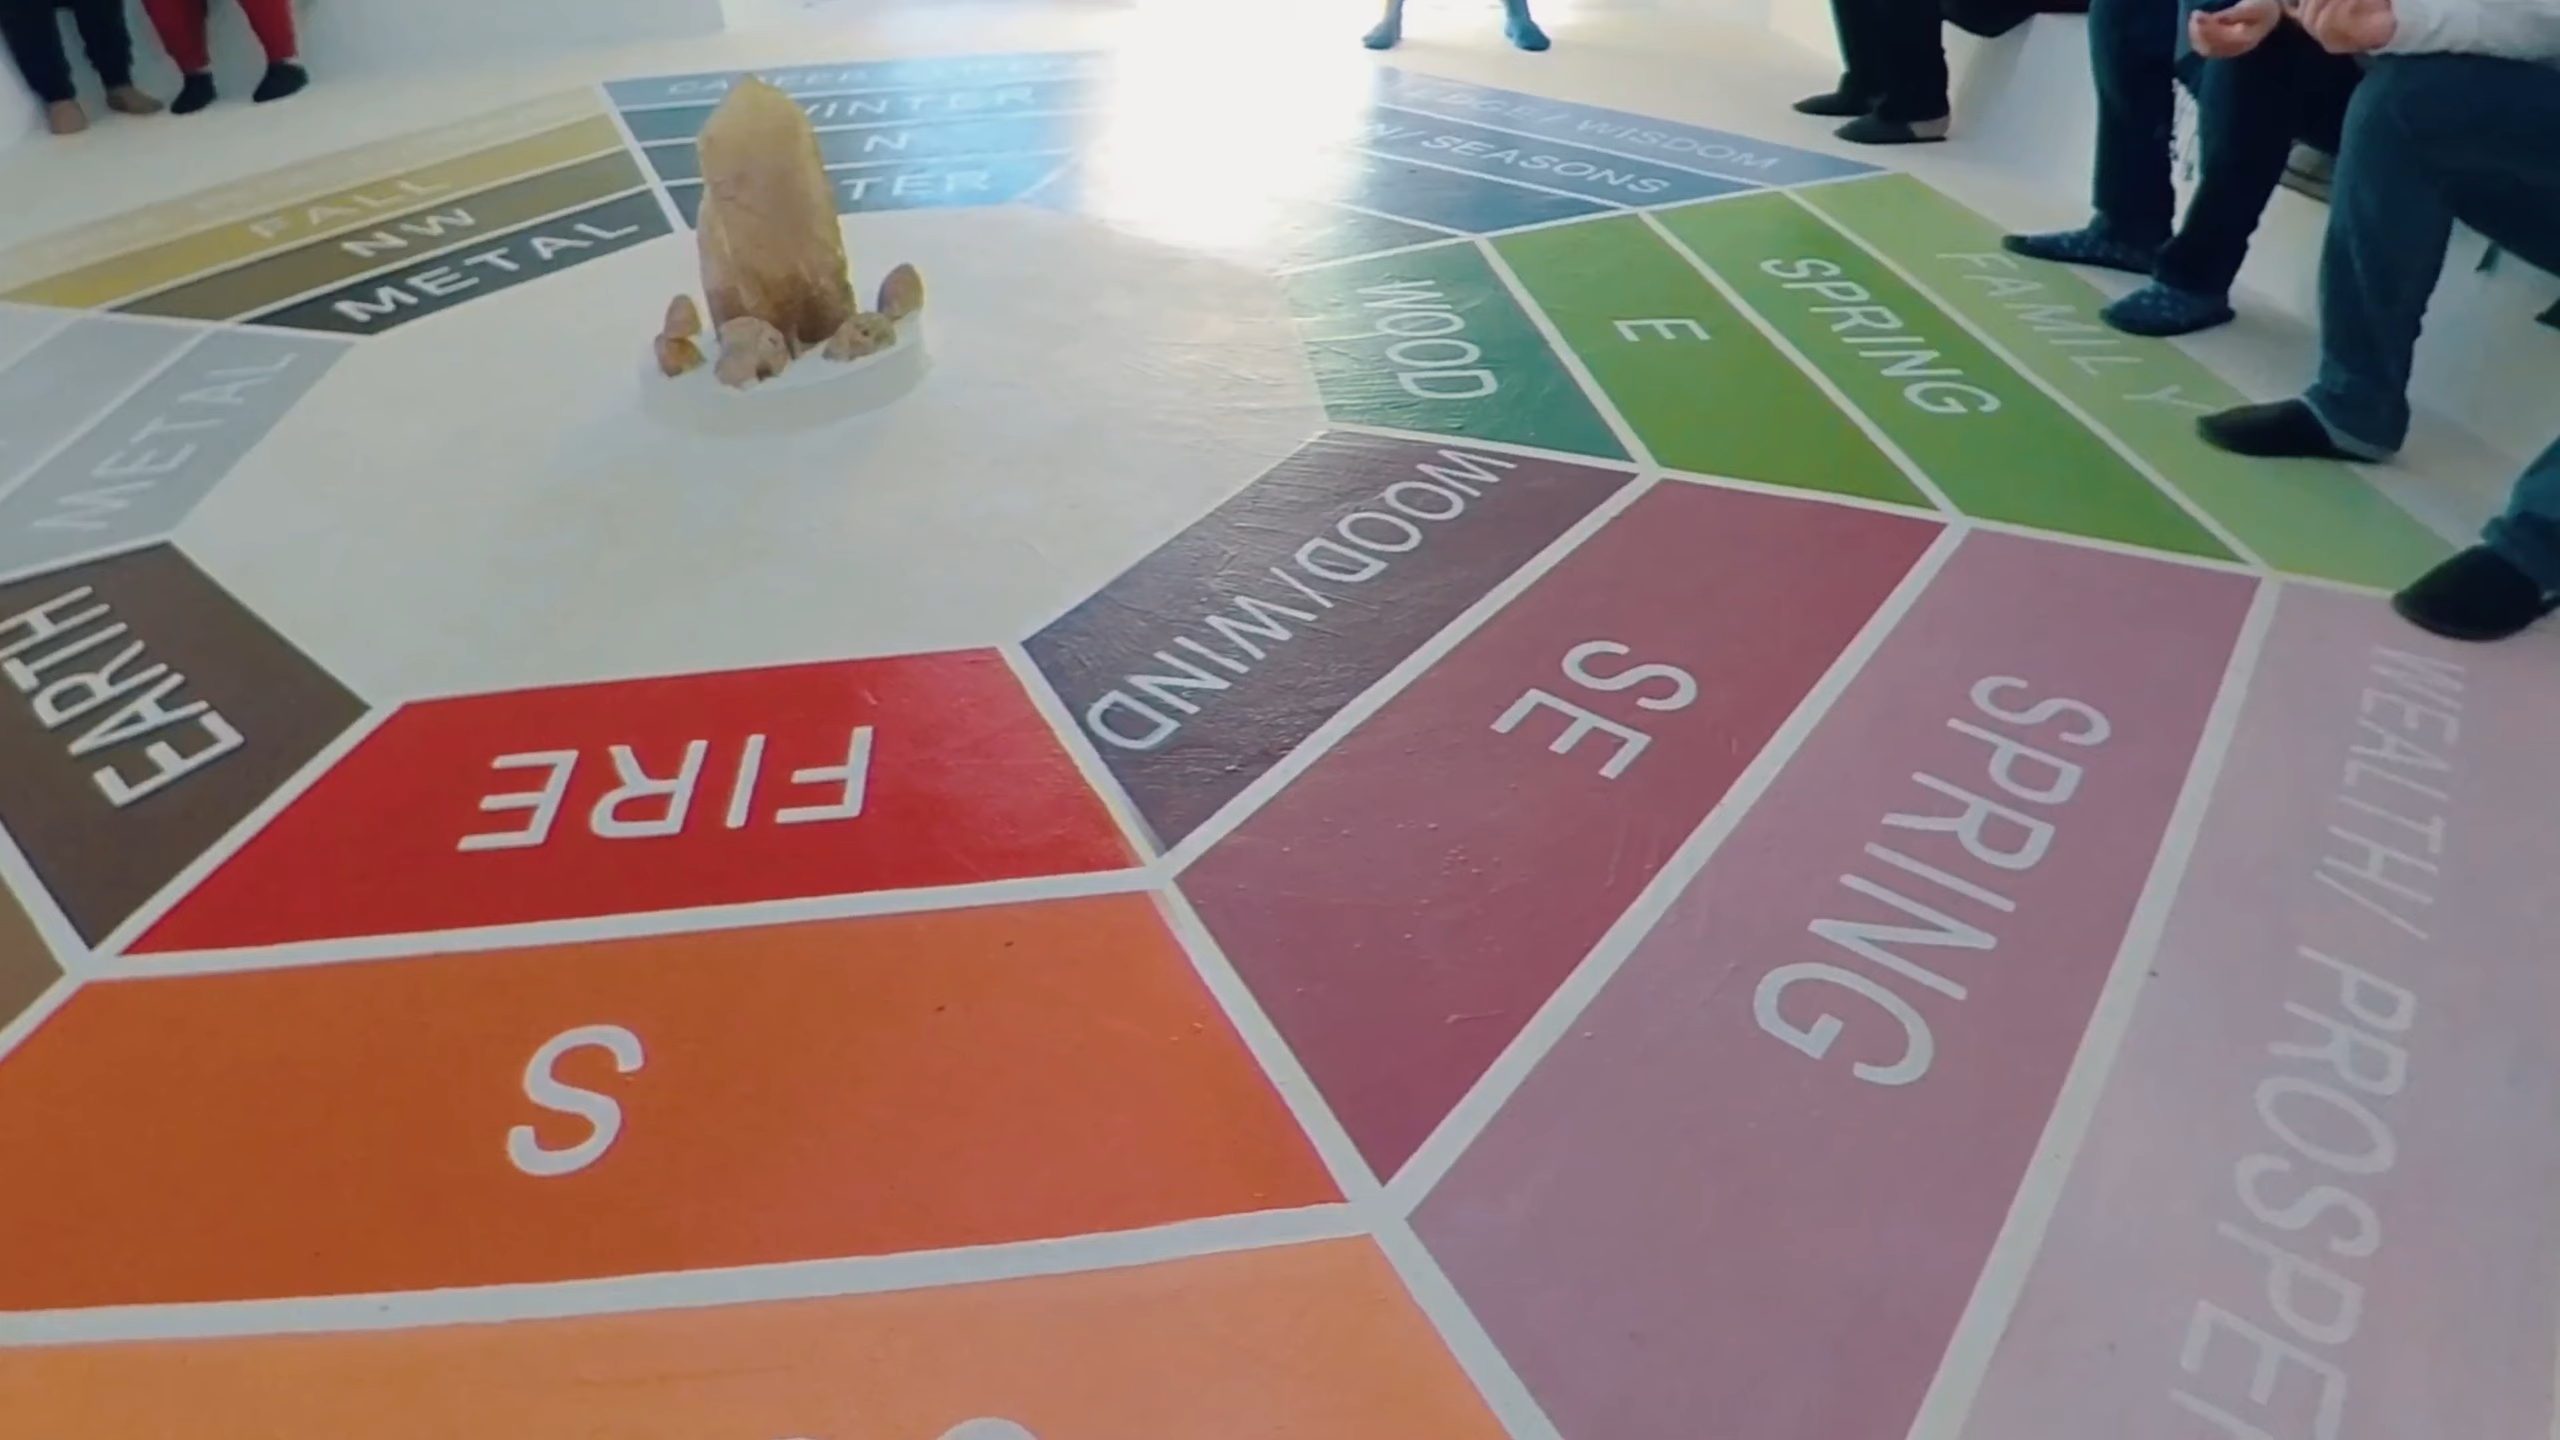 WINTER
N
FALL
NW
METAL
/ WISDOM
/ SEASONS
WOOD
E
SPRING
FAMILY
METAL
EARTH
FIRE
S
WOOD/WIND
SE
SPRING
WEALTH/ PROSPE